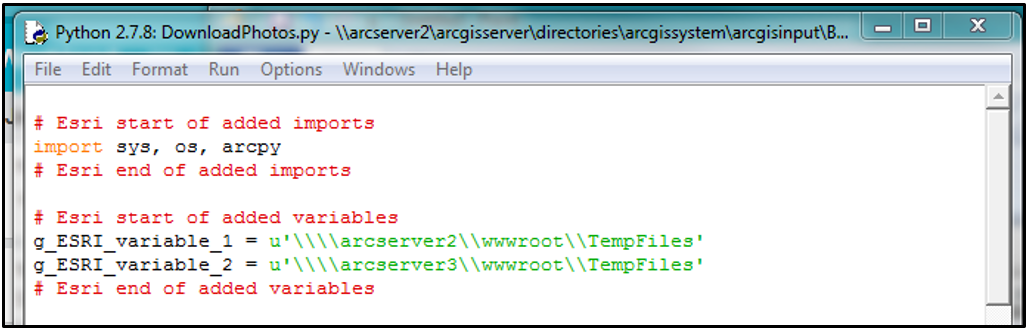 Python 2.7.8: DownloadPhotos.py - \\arcserver2\arcgisserver\directories\arcgissystem\arcgisinput\B...
File Edit Format Run Options Windows Help
# Esri start of added imports
import sys, os, arcpy
# Esri end of added imports
# Esri start of added variables
g_ESRI_variable_1 = u'\\\\arcserver2\\wwwroot\\TempFiles'
g_ESRI_variable_2 = u'\\\\arcserver3\\wwwroot\\TempFiles'
# Esri end of added variables